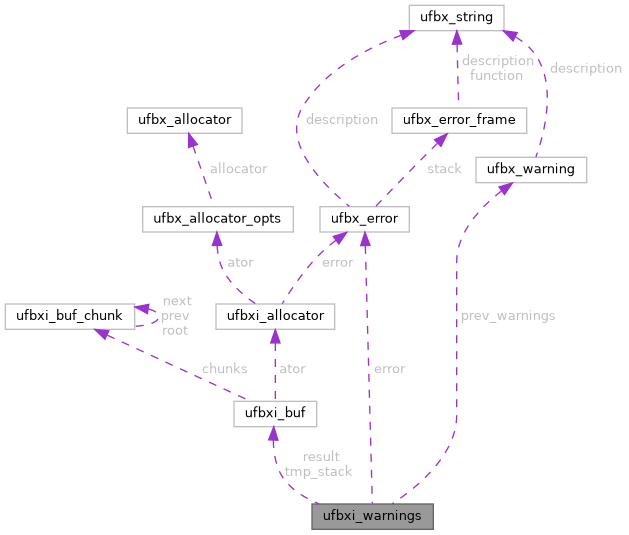 ufbx_string
description
function
description
ufbx_allocator
description
ufbx_error_frame
allocator
stack
ufbx_warning
ufbx_allocator_opts
ufbx_error
ator
error
next
prev
root
ufbxi_buf_chunk
ufbxi_allocator
prev_warnings
chunks
ator
error
ufbxi_buf
result
tmp_stack
ufbxi_warnings